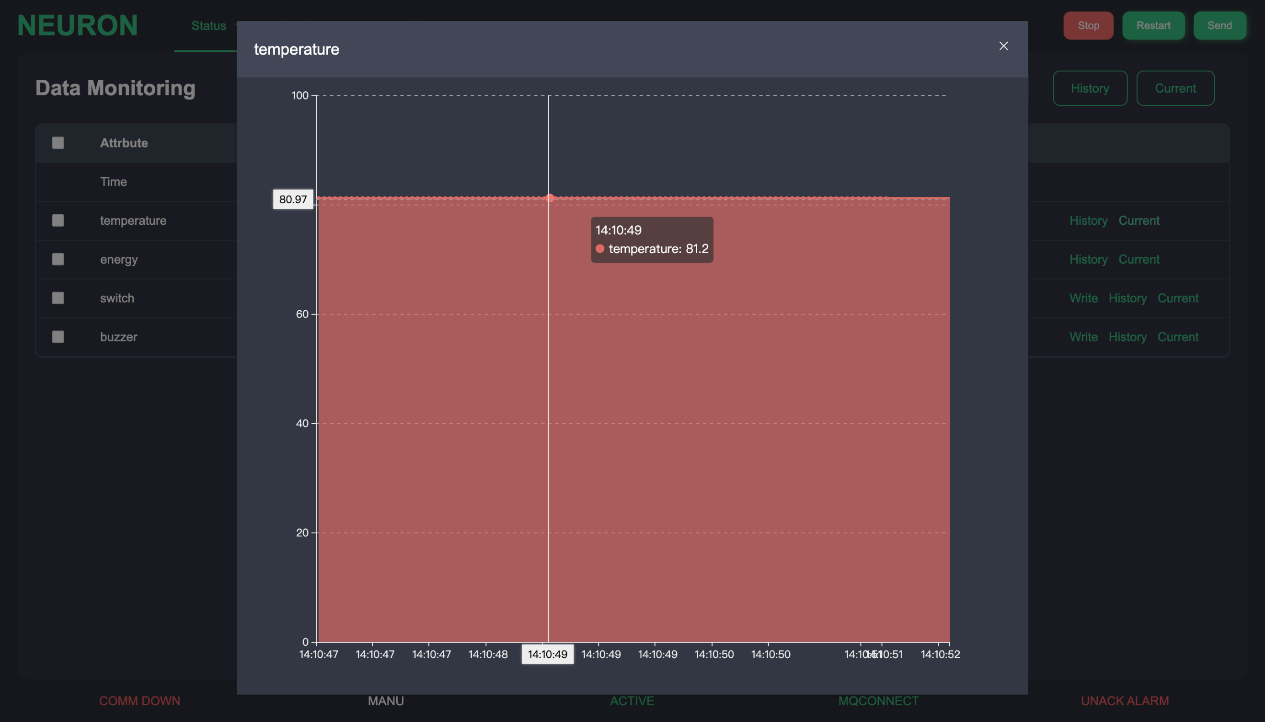 NEURON
Status
Stop
Restart
Send
temperature
Data Monitoring
History
Current
Attrbute
Time
temperature
History Current
energy
History Current
switch
Write History Current
buzzer
Write History Current
100
80.97
60
40
20
0
14:10:49
temperature: 81.2
14:10:47 14:10:47 14:10:47 14:10:48 14:10:49 14:10:49 14:10:49 14:10:50 14:10:50 14:10:51 14:10:52
COMM DOWN MANU ACTIVE MQCONNECT UNACK ALARM